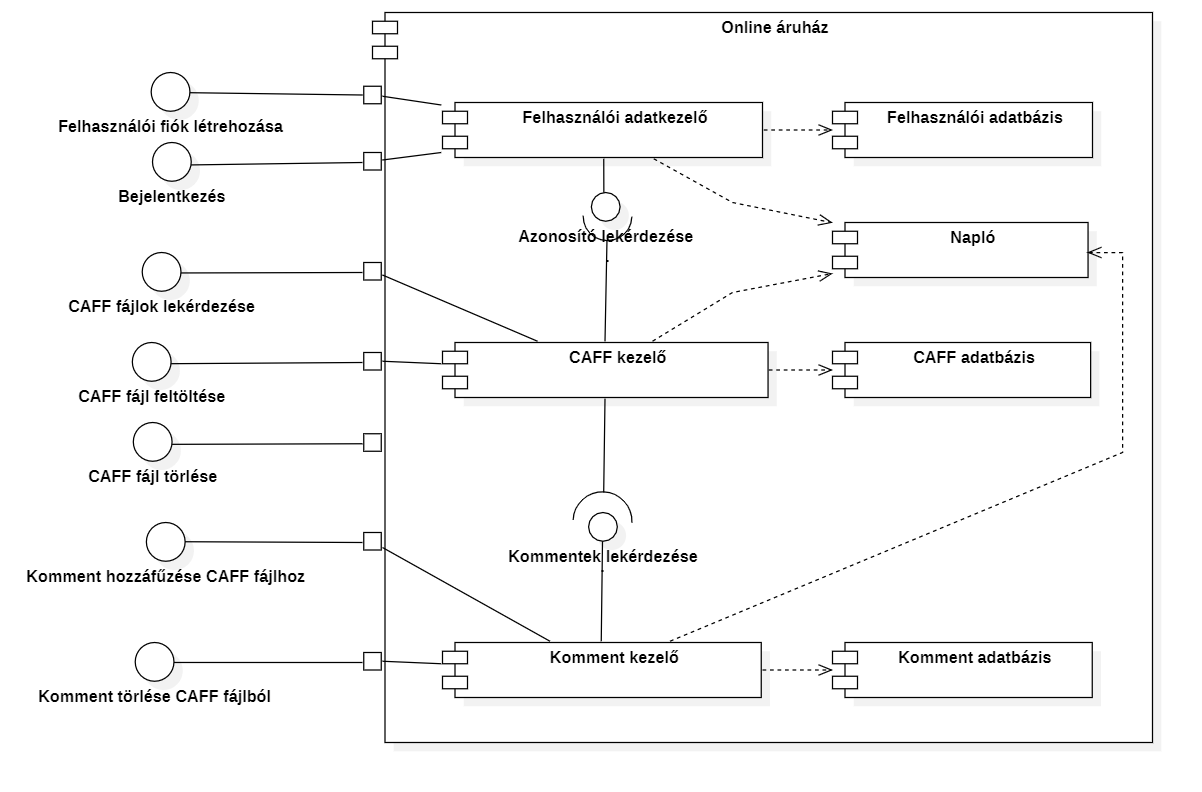 Online áruház
Felhasználói fiók létrehozása
Bejelentkezés
CAFF fájlok lekérdezése
CAFF fájl feltöltése
CAFF fájl törlése
Komment hozzáfűzése CAFF fájlhoz
Komment törlése CAFF fájlból
Felhasználói adatkezelő
Felhasználói adatbázis
Azonosító lekérdezése
Napló
CAFF kezelő
CAFF adatbázis
Kommentek lekérdezése
Komment kezelő
Komment adatbázis